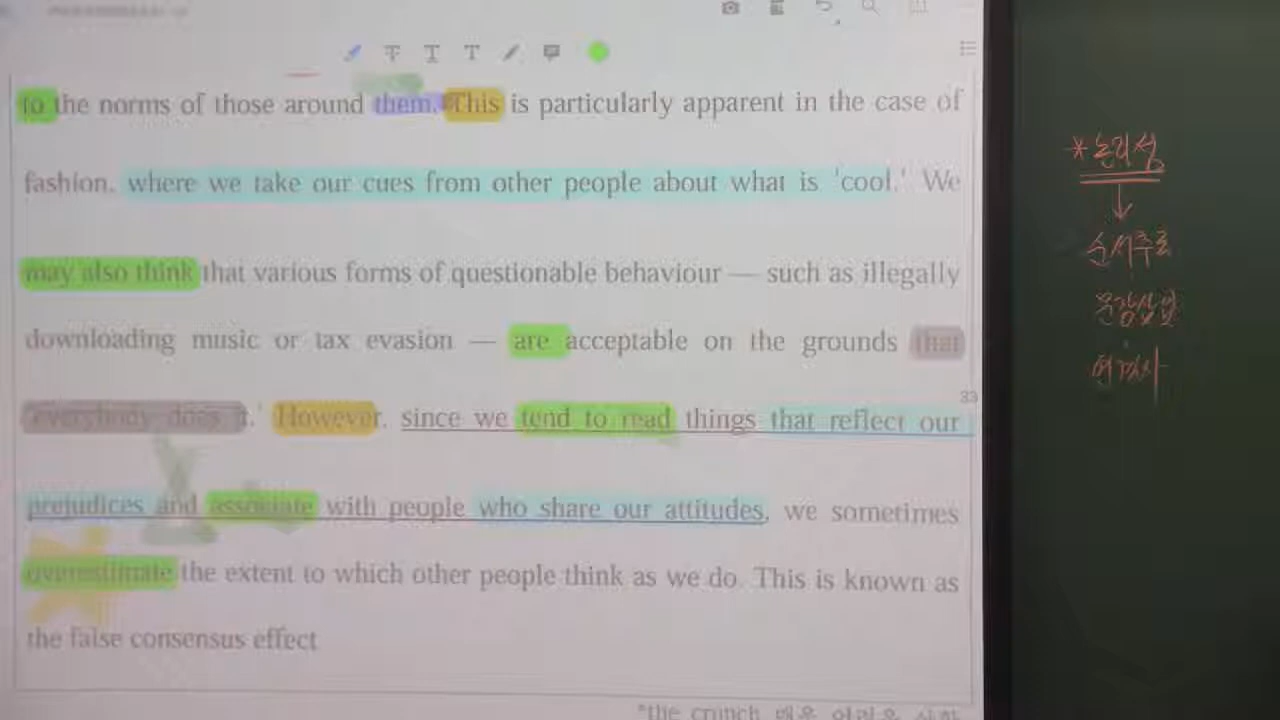 to the norms of those around them. This is particularly apparent in the case of
fashion, where we take our cues from other people about what is 'cool.' We
may also think that various forms of questionable behaviour — such as illegally
downloading music or tax evasion — are acceptable on the grounds that
'everybody does it.' However, since we tend to read things that reflect our
33
prejudices and associate with people who share our attitudes, we sometimes
overestimate the extent to which other people think as we do. This is known as
the false consensus effect
*the crunch
*논리성
↓
순서추론